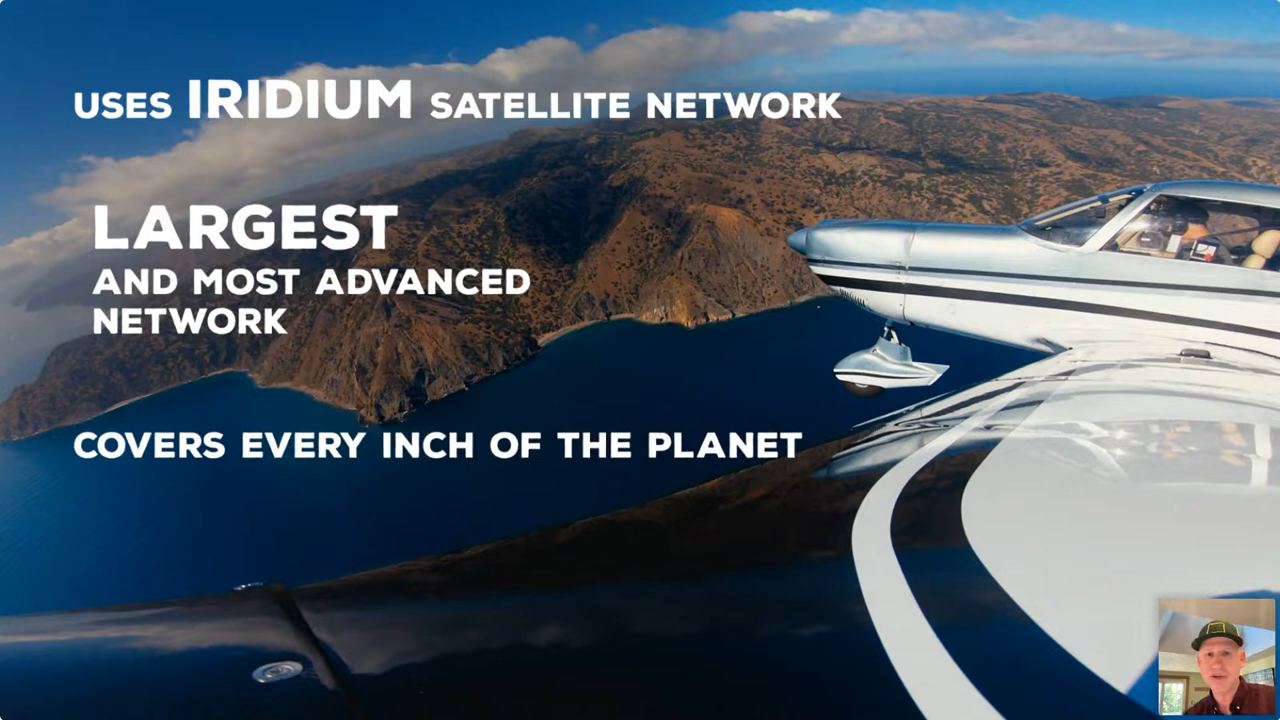 USES IRIDIUM SATELLITE NETWORK
LARGEST
AND MOST ADVANCED
NETWORK
COVERS EVERY INCH OF THE PLANET